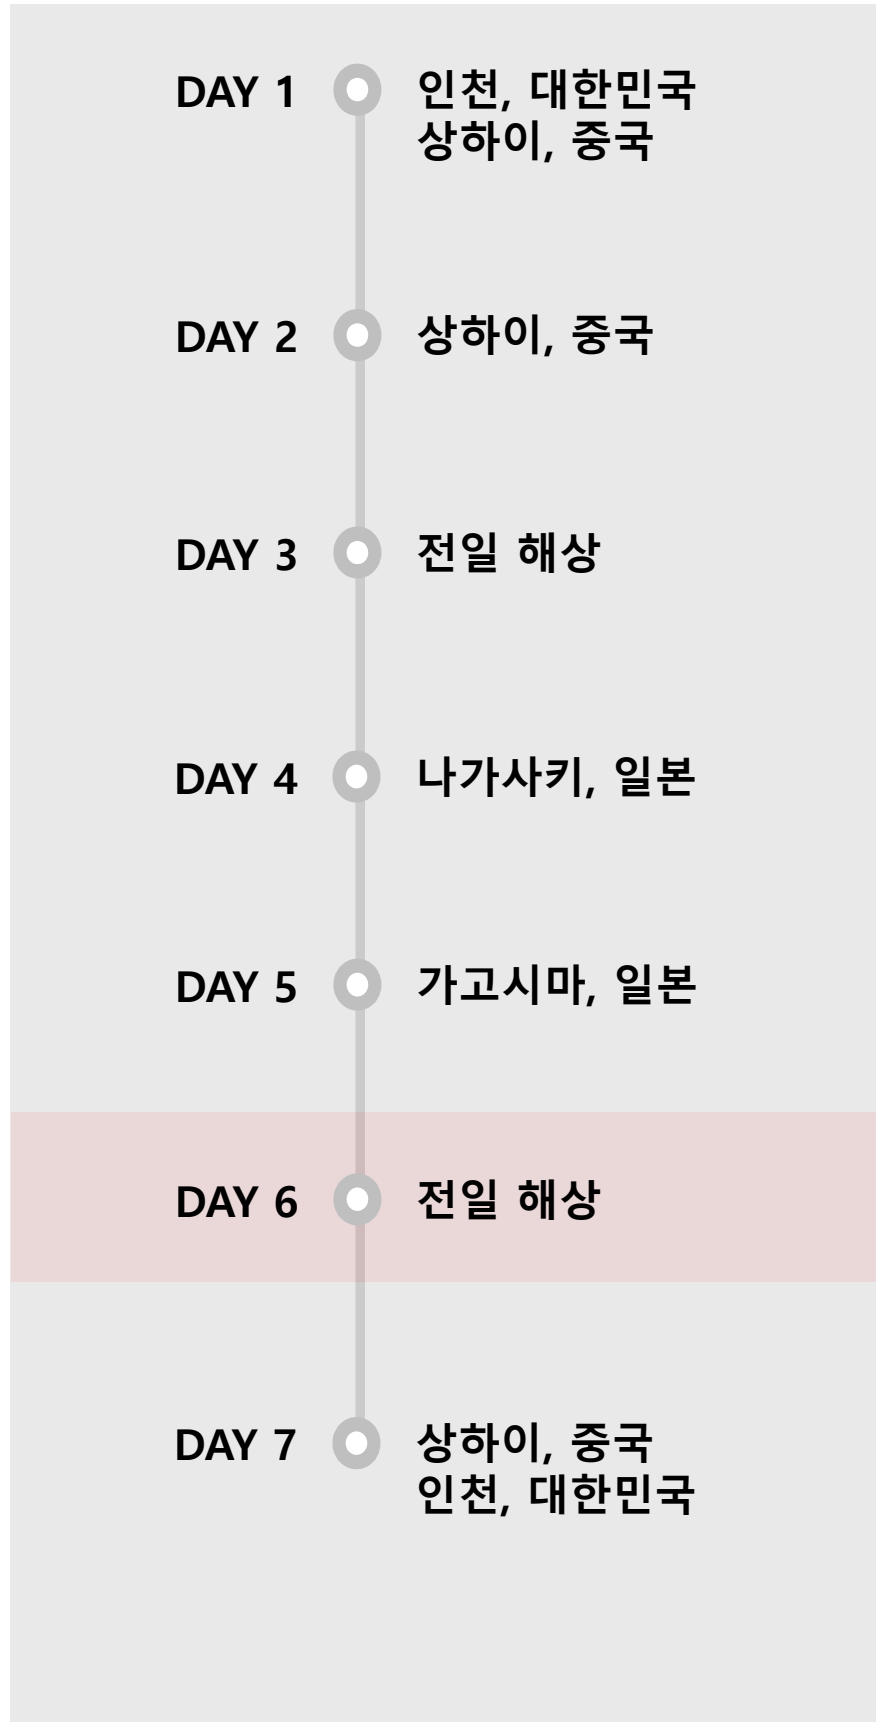 DAY 1 인천, 대한민국
상하이, 중국
DAY 2 상하이, 중국
DAY 3 전일 해상
DAY 4 나가사키, 일본
DAY 5 가고시마, 일본
DAY 6 전일 해상
DAY 7 상하이, 중국
인천, 대한민국